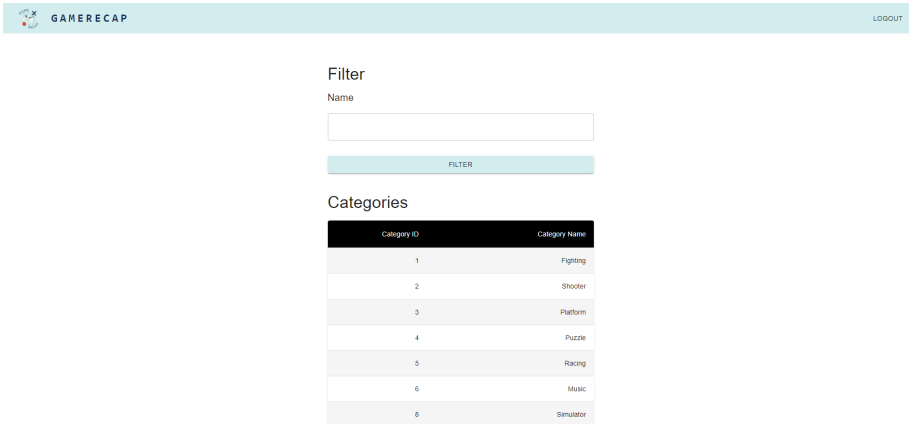 GAMERECAP
LOGOUT
Filter
Name
FILTER
Categories
Category ID Category Name
1 Fighting
2 Shooter
3 Platform
4 Puzzle
5 Racing
6 Music
8 Simulator